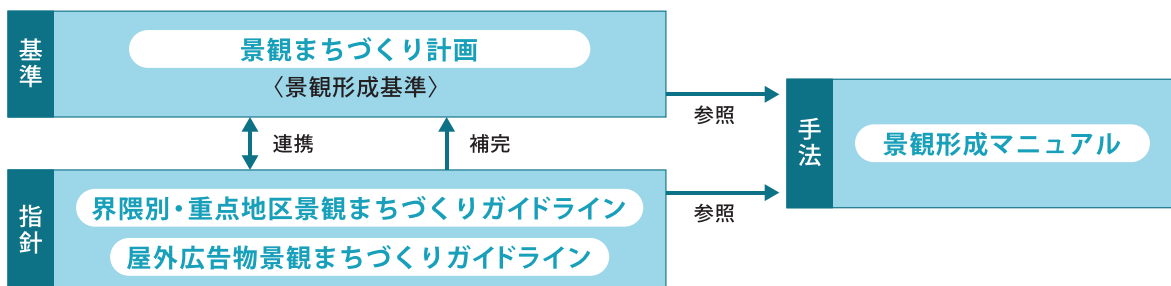 基準
景観まちづくり計画
〈景観形成基準〉
連携
補完
参照
指針
界隈別・重点地区景観まちづくりガイドライン
屋外広告物景観まちづくりガイドライン
参照
手法
景観形成マニュアル